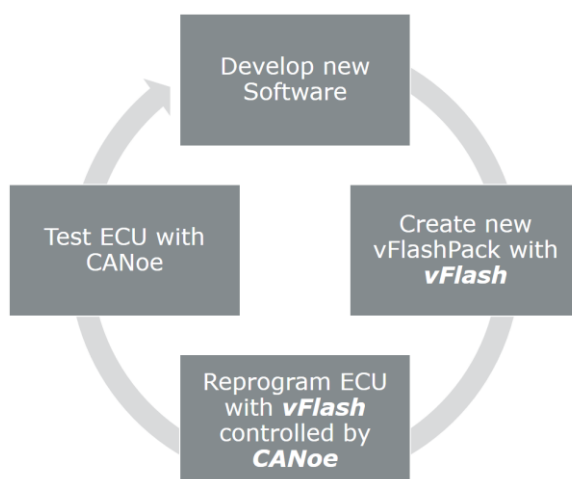 Develop new
Software
Create new
vFlashPack with
vFlash
Reprogram ECU
with vFlash
controlled by
CANoe
Test ECU with
CANoe